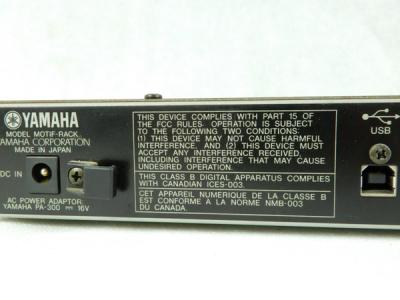 YAMAHA
MODEL MOTIF-RACK
YAMAHA CORPORATION
MADE IN JAPAN
DC IN
AC POWER ADAPTOR:
YAMAHA PA-300 ⎓ 16V
THIS DEVICE COMPLIES WITH PART 15 OF
THE FCC RULES. OPERATION IS SUBJECT
TO THE FOLLOWING TWO CONDITIONS:
(1) THIS DEVICE MAY NOT CAUSE HARMFUL
INTERFERENCE, AND (2) THIS DEVICE MUST
ACCEPT ANY INTERFERENCE RECEIVED,
INCLUDING INTERFERENCE THAT MAY CAUSE
UNDESIRED OPERATION.
THIS CLASS B DIGITAL APPARATUS COMPLIES
WITH CANADIAN ICES-003.
CET APPAREIL NUMERIQUE DE LA CLASSE B
EST CONFORME A LA NORME NMB-003
DU CANADA.
USB